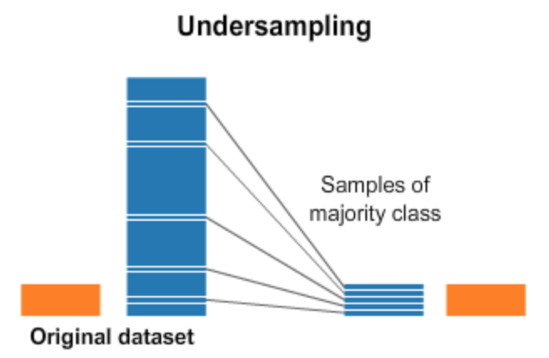 Undersampling
Samples of
majority class
Original dataset